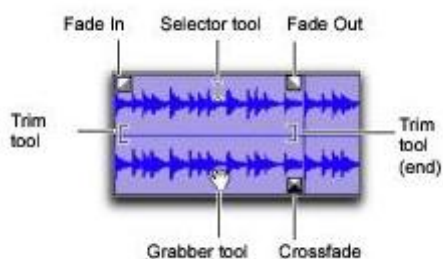 Fade In
Selector tool
Fade Out
Trim
tool
Trim
tool
(end)
Grabber tool
Crossfade